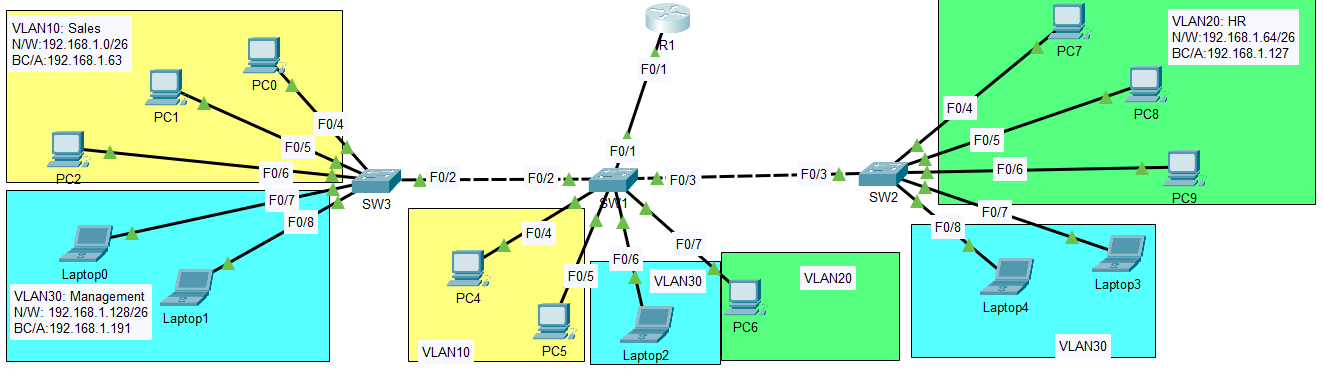 VLAN10: Sales
N/W:192.168.1.0/26
BC/A:192.168.1.63
PC0
PC1
PC2
F0/4
F0/5
F0/6
F0/7
F0/8
SW3
Laptop0
Laptop1
VLAN30: Management
N/W: 192.168.1.128/26
BC/A:192.168.1.191
R1
F0/1
F0/1
F0/2
F0/2
F0/3
F0/3
SW1
F0/4
F0/5
F0/6
F0/7
PC4
PC5
VLAN10
VLAN30
Laptop2
VLAN20
PC6
VLAN20: HR
N/W:192.168.1.64/26
BC/A:192.168.1.127
PC7
PC8
PC9
F0/4
F0/5
F0/6
F0/7
F0/8
SW2
Laptop3
Laptop4
VLAN30